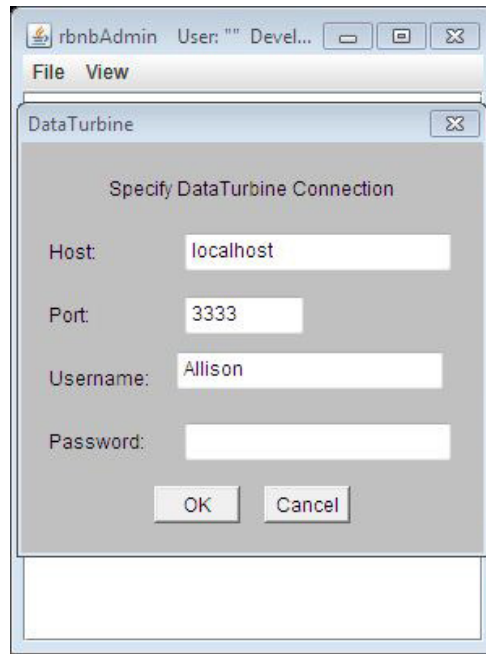 rbnbAdmin User: "" Devel...
File View
DataTurbine
Specify DataTurbine Connection
Host: localhost
Port: 3333
Username: Allison
Password:
OK Cancel